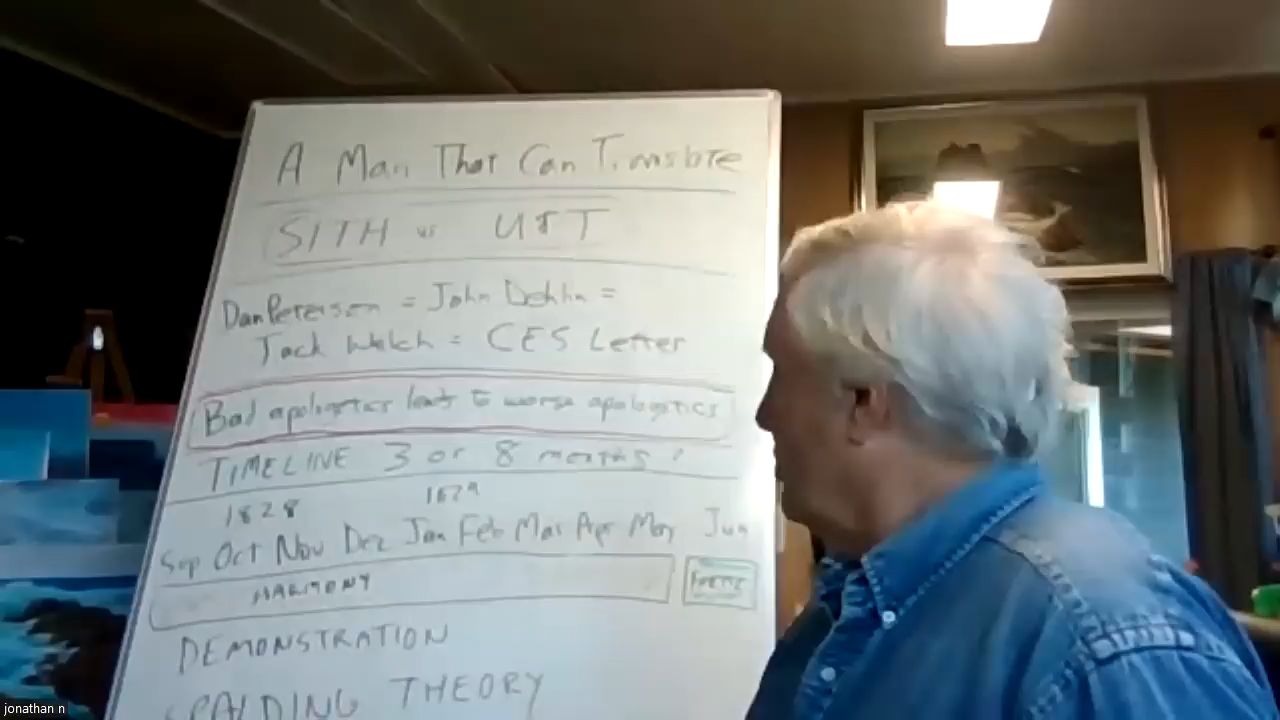 A Man That Can Translate
SITH vs U&T
Dan Peterson = John Dehlin =
Jack Welch = CES Letter
Bad apologetics leads to worse apologetics
TIMELINE 3 or 8 months?
1828 1829
Sep Oct Nov Dec Jan Feb Mar Apr May Jun
HARMONY
DEMONSTRATION
SPALDING THEORY
jonathan n